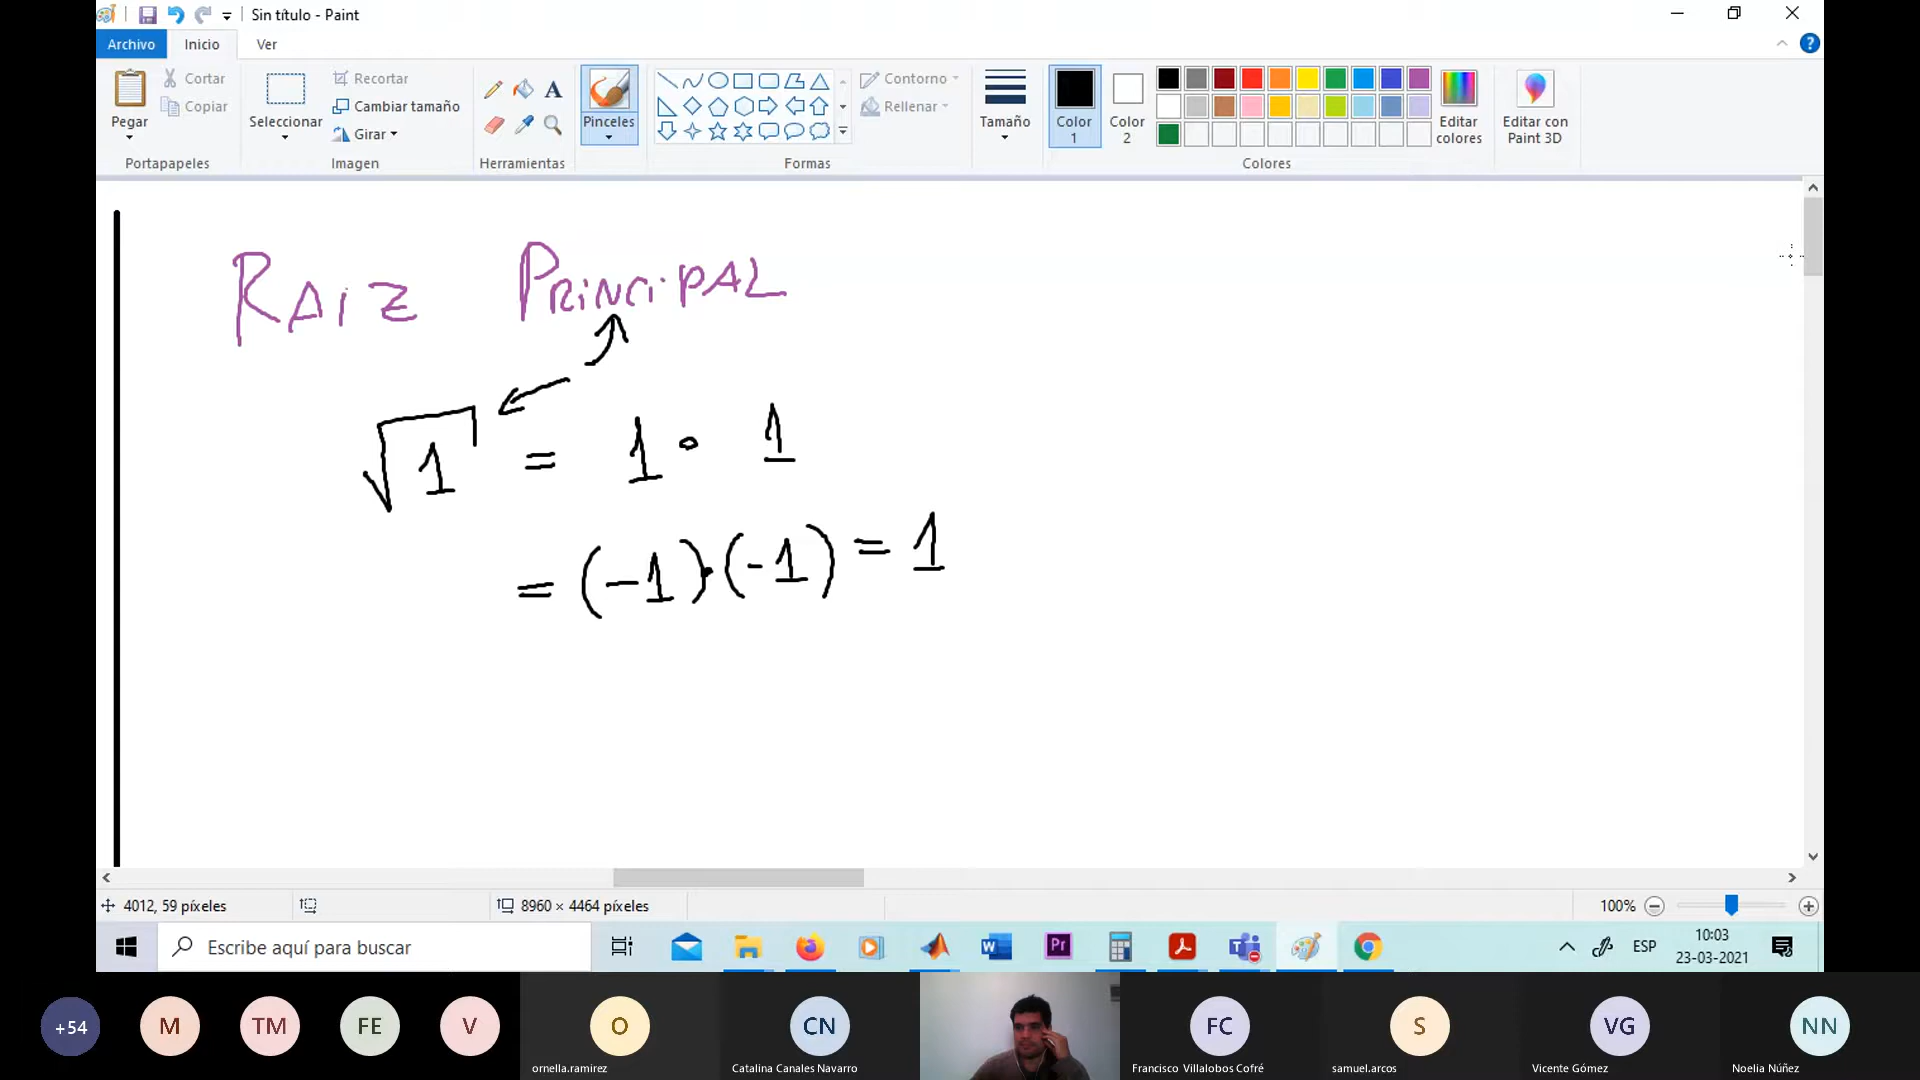 Sin título - Paint
Archivo Inicio Ver
Pegar
Cortar
Copiar
Portapapeles
Seleccionar
Recortar
Cambiar tamaño
Girar
Imagen
A
Herramientas
Pinceles
Formas
Contorno
Rellenar
Tamaño
Color 1
Color 2
Colores
Editar colores
Editar con Paint 3D
RAIZ PRINCIPAL
√1 = 1 · 1
= (-1)·(-1) = 1
4012, 59 píxeles
8960 × 4464 píxeles
100%
Escribe aquí para buscar
W
Pr
ESP
10:03
23-03-2021
+54 M TM FE V O CN FC S VG NN
ornella.ramirez Catalina Canales Navarro Francisco Villalobos Cofré samuel.arcos Vicente Gómez Noelia Núñez